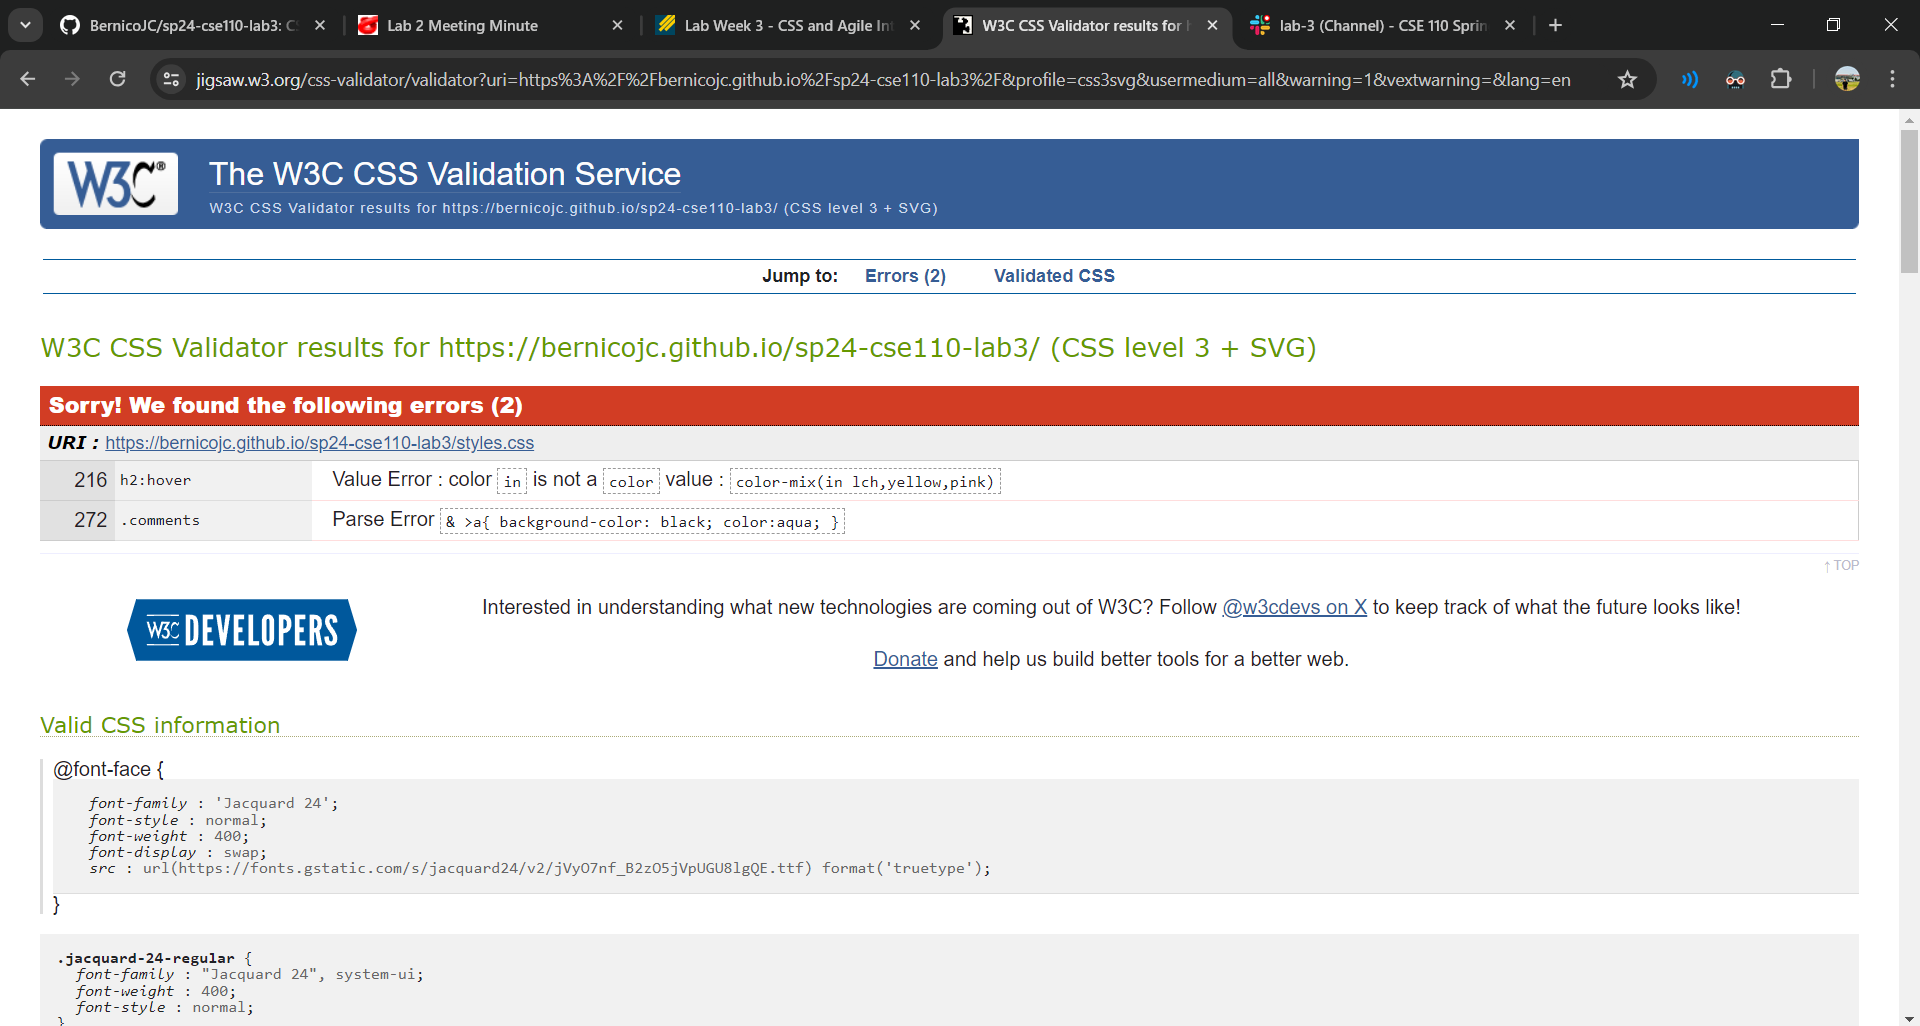 BernicoJC/sp24-cse110-lab3: CS
Lab 2 Meeting Minute
Lab Week 3 - CSS and Agile Int
W3C CSS Validator results for h
lab-3 (Channel) - CSE 110 Sprin
jigsaw.w3.org/css-validator/validator?uri=https%3A%2F%2Fbernicojc.github.io%2Fsp24-cse110-lab3%2F&profile=css3svg&usermedium=all&warning=1&vextwarning=&lang=en
W3C®
The W3C CSS Validation Service
W3C CSS Validator results for https://bernicojc.github.io/sp24-cse110-lab3/ (CSS level 3 + SVG)
Jump to: Errors (2) Validated CSS
W3C CSS Validator results for https://bernicojc.github.io/sp24-cse110-lab3/ (CSS level 3 + SVG)
Sorry! We found the following errors (2)
URI : https://bernicojc.github.io/sp24-cse110-lab3/styles.css
216 h2:hover Value Error : color in is not a color value : color-mix(in lch,yellow,pink)
272 .comments Parse Error & >a{ background-color: black; color:aqua; }
↑ TOP
W3C DEVELOPERS
Interested in understanding what new technologies are coming out of W3C? Follow @w3cdevs on X to keep track of what the future looks like!
Donate and help us build better tools for a better web.
Valid CSS information
@font-face {
font-family : 'Jacquard 24';
font-style : normal;
font-weight : 400;
font-display : swap;
src : url(https://fonts.gstatic.com/s/jacquard24/v2/jVyO7nf_B2zO5jVpUGU8lgQE.ttf) format('truetype');
}
.jacquard-24-regular {
font-family : "Jacquard 24", system-ui;
font-weight : 400;
font-style : normal;
}